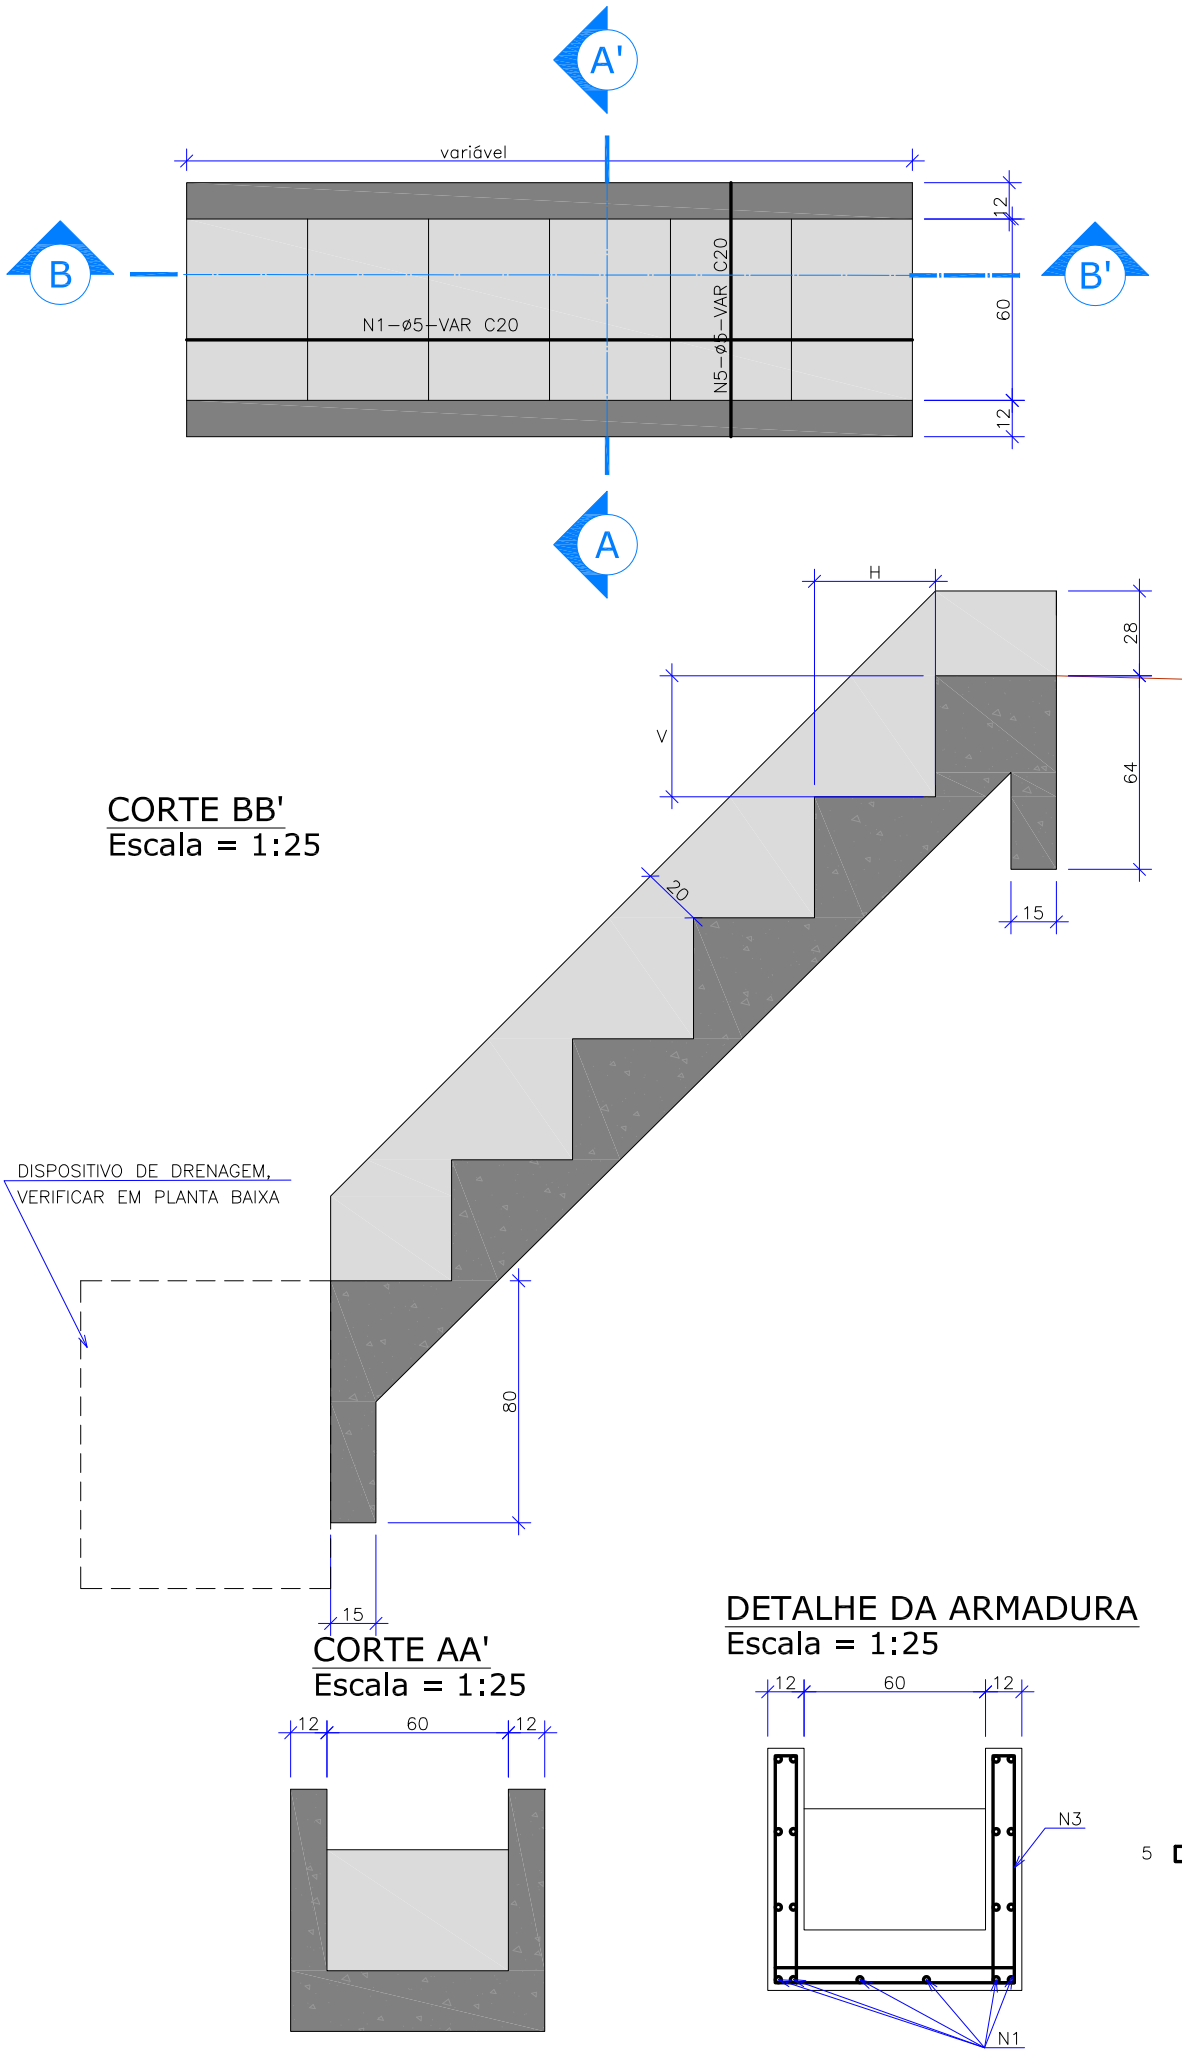 A'
variável
12
B
N1-ø5-VAR C20
N5-ø5-VAR C20
60
B'
12
A
H
28
V
64
CORTE BB'
Escala = 1:25
20
15
DISPOSITIVO DE DRENAGEM,
VERIFICAR EM PLANTA BAIXA
80
15
CORTE AA'
Escala = 1:25
12 60 12
DETALHE DA ARMADURA
Escala = 1:25
12 60 12
N3
5
N1